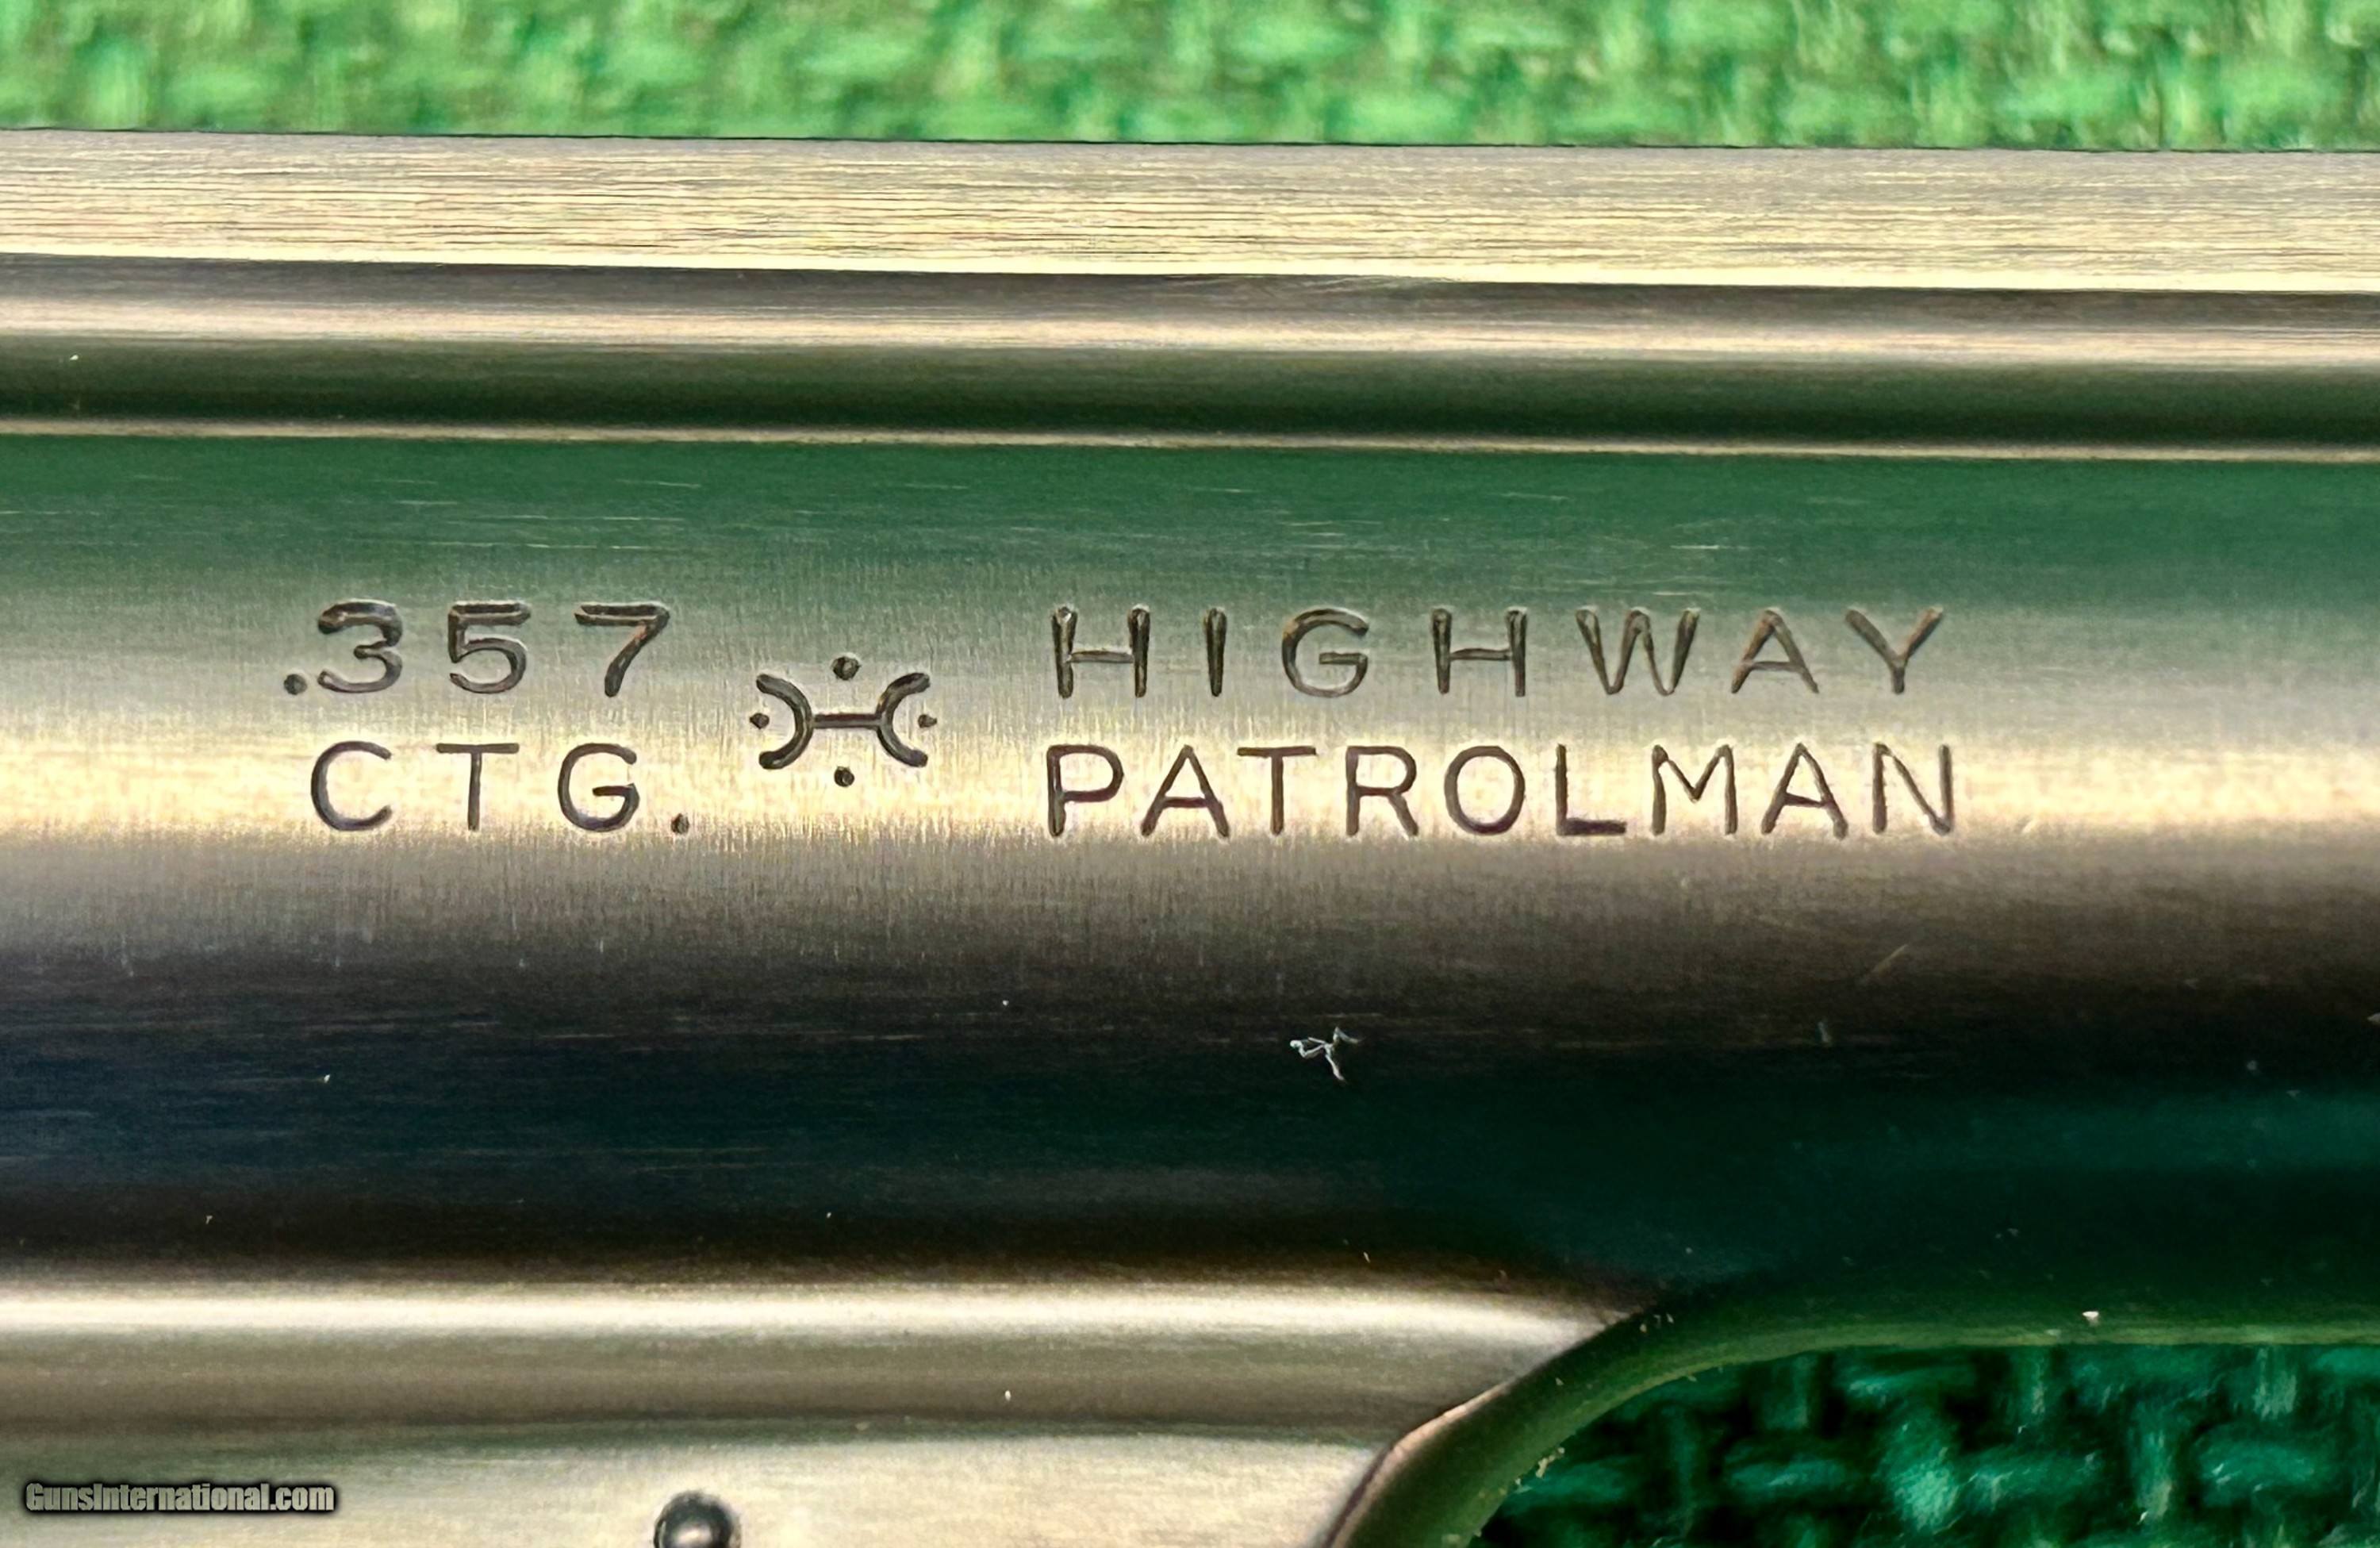 .357 HIGHWAY
CTG. PATROLMAN
GunsInternational.com